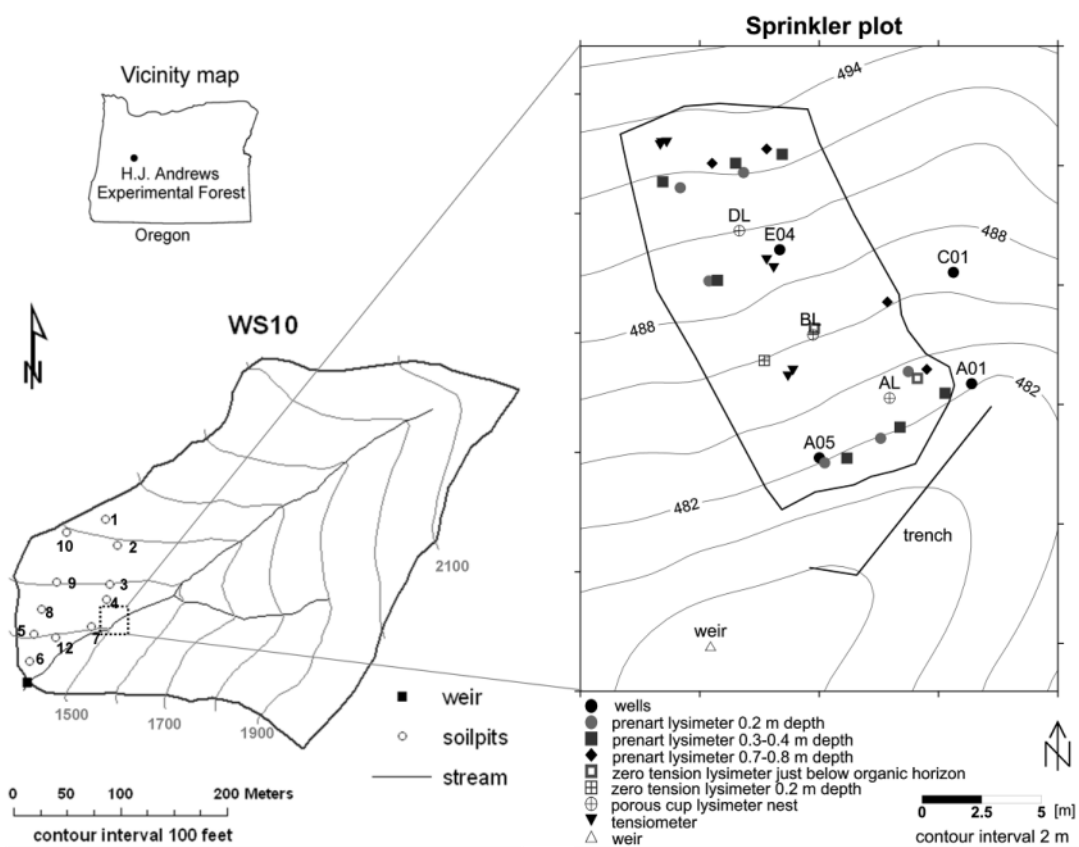 Sprinkler plot
Vicinity map
H.J. Andrews
Experimental Forest
Oregon
N
WS10
1
10
2
9
3
4
8
5
12
7
6
2100
1500
1700
1900
weir
soilpits
stream
0 50 100 200 Meters
contour interval 100 feet
494
DL
E04
488
C01
488
BL
A01
AL
482
A05
482
trench
weir
wells
prenart lysimeter 0.2 m depth
prenart lysimeter 0.3-0.4 m depth
prenart lysimeter 0.7-0.8 m depth
zero tension lysimeter just below organic horizon
zero tension lysimeter 0.2 m depth
porous cup lysimeter nest
tensiometer
weir
N
0 2.5 5 [m]
contour interval 2 m